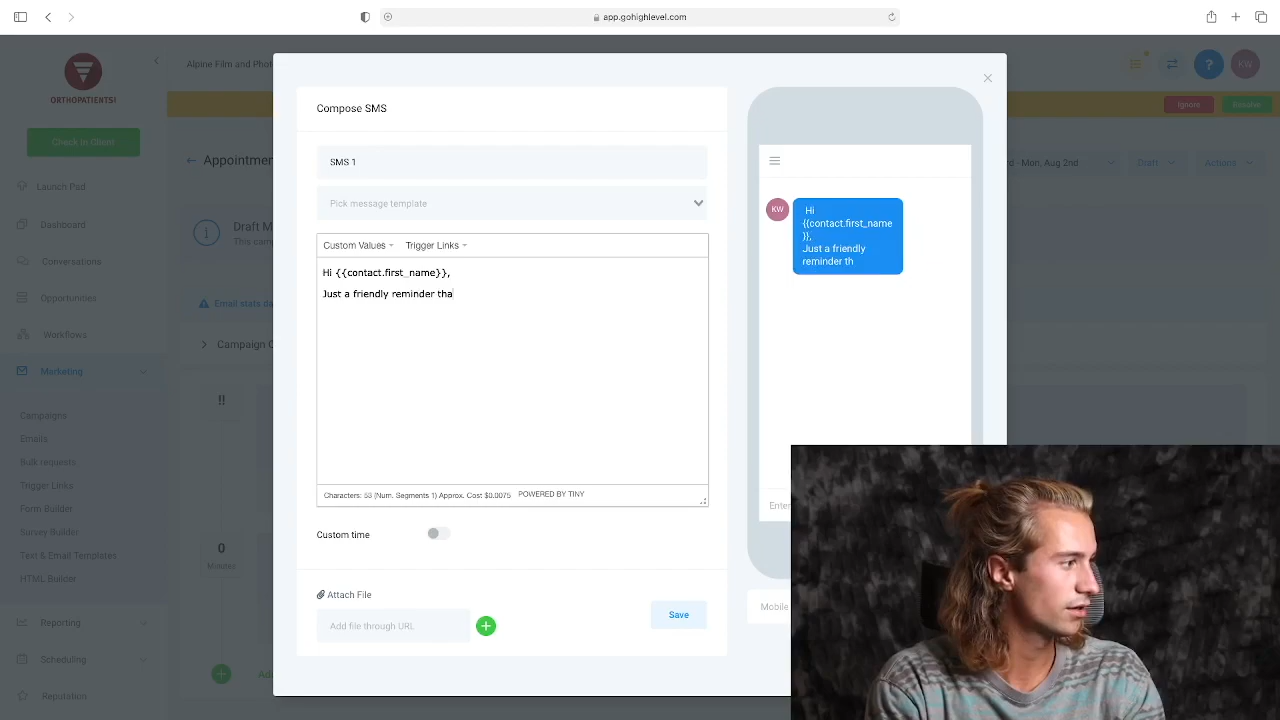 app.gohighlevel.com
ORTHOPATIENTS!
Check In Client
Launch Pad
Dashboard
Conversations
Opportunities
Workflows
Marketing
Campaigns
Emails
Bulk requests
Trigger Links
Form Builder
Survey Builder
Text & Email Templates
HTML Builder
Reporting
Scheduling
Reputation
Alpine Film and Phot
?
KW
Ignore
Appointmen
d - Mon, Aug 2nd
Draft
Actions
Draft M
This cam
Email stats da
Campaign C
!!
0
Minutes
Ad
Compose SMS
SMS 1
Pick message template
Custom Values
Trigger Links
Hi {{contact.first_name}},
Just a friendly reminder tha
Characters: 53 (Num. Segments 1) Approx. Cost $0.0075 POWERED BY TINY
Custom time
Attach File
Add file through URL
Save
KW
Hi
{{contact.first_name
}},
Just a friendly
reminder th
Enter
Mobile